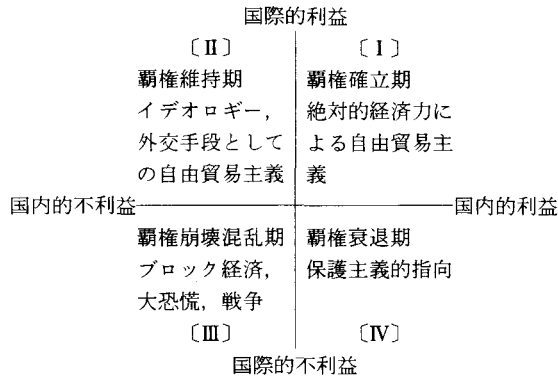 国際的利益
〔Ⅱ〕
覇権維持期
イデオロギー，
外交手段として
の自由貿易主義
〔Ⅰ〕
覇権確立期
絶対的経済力に
よる自由貿易主
義
国内的不利益
国内的利益
覇権崩壊混乱期
ブロック経済，
大恐慌，戦争
〔Ⅲ〕
覇権衰退期
保護主義的指向
〔Ⅳ〕
国際的不利益